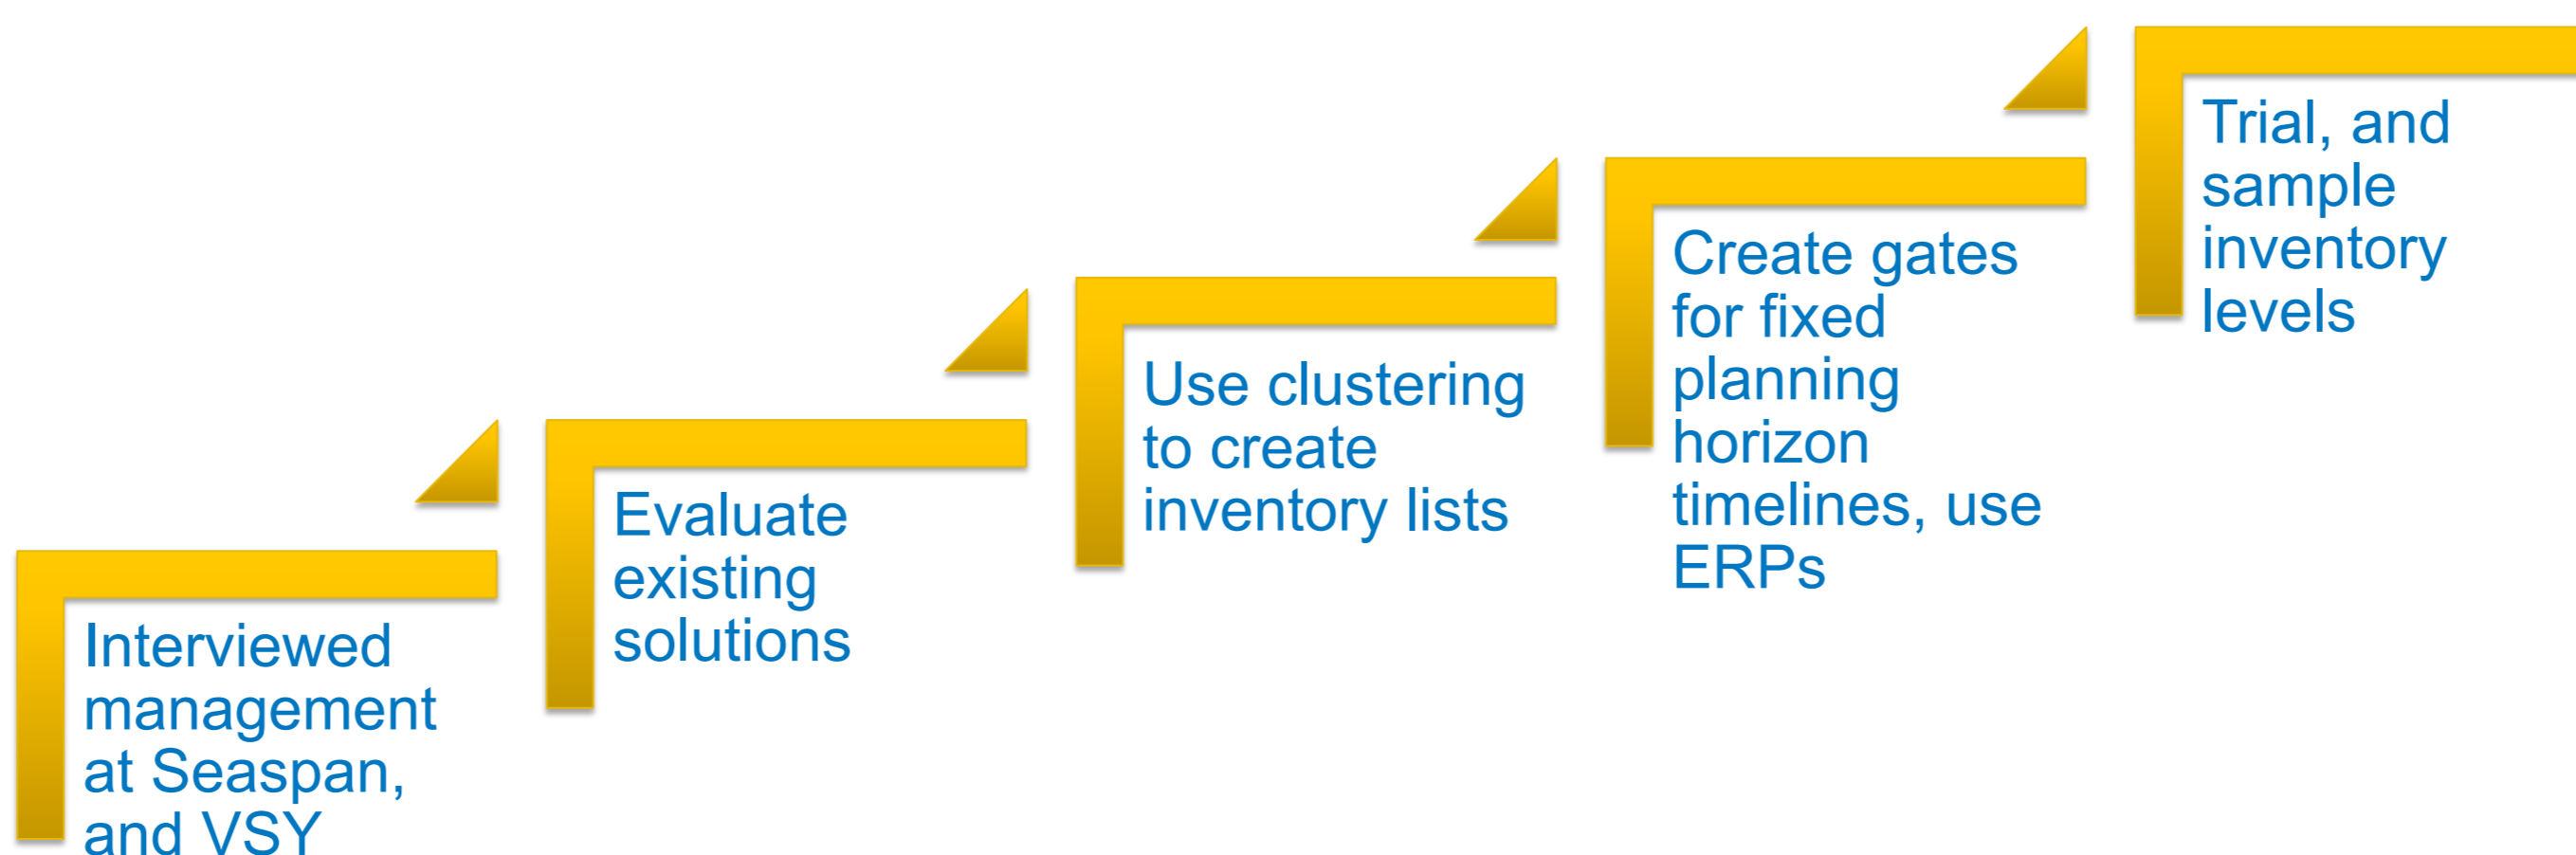 Interviewed
management
at Seaspan,
and VSY
Evaluate
existing
solutions
Use clustering
to create
inventory lists
Create gates
for fixed
planning
horizon
timelines, use
ERPs
Trial, and
sample
inventory
levels